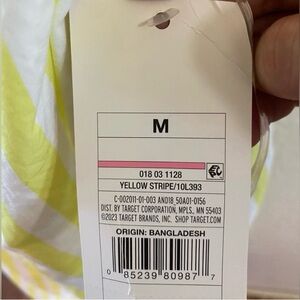 M
018 03 1128
YELLOW STRIPE/10L393
C-002011-01-003 AN018_50A01-0156
DIST. BY TARGET CORPORATION, MPLS, MN 55403
©2023 TARGET BRANDS, INC. SHOP TARGET.COM
ORIGIN: BANGLADESH
0 85239 80987 7